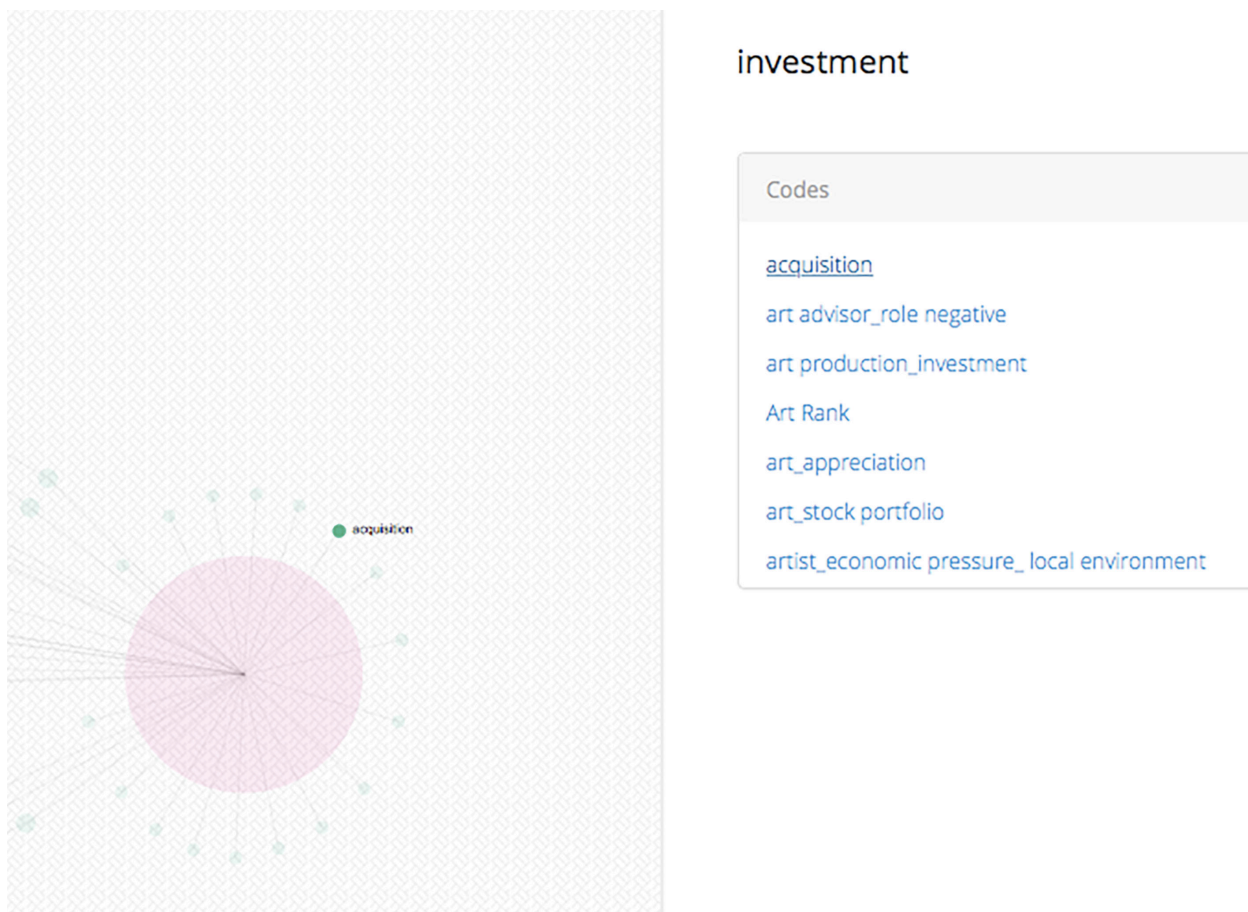 investment
Codes
acquisition
art advisor_role negative
art production_investment
Art Rank
art_appreciation
art_stock portfolio
artist_economic pressure_ local environment
acquisition